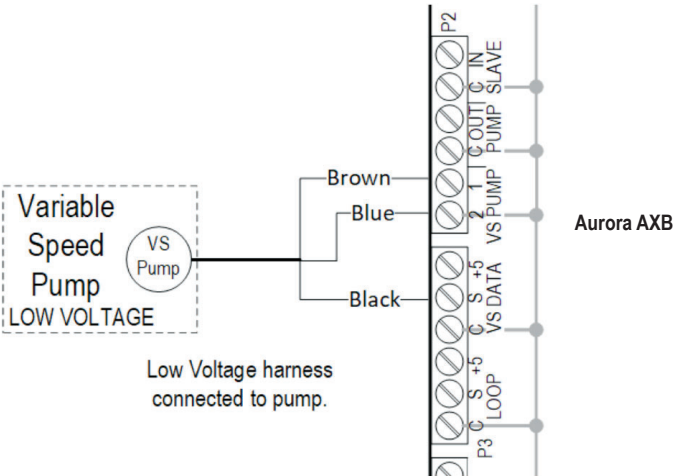 P2
IN
C
SLAVE
OUT
C
PUMP
1
2
VS PUMP
+5
S
C
VS DATA
+5
S
C
LOOP
P3
Brown
Blue
Black
Variable
Speed
Pump
LOW VOLTAGE
VS
Pump
Low Voltage harness
connected to pump.
Aurora AXB